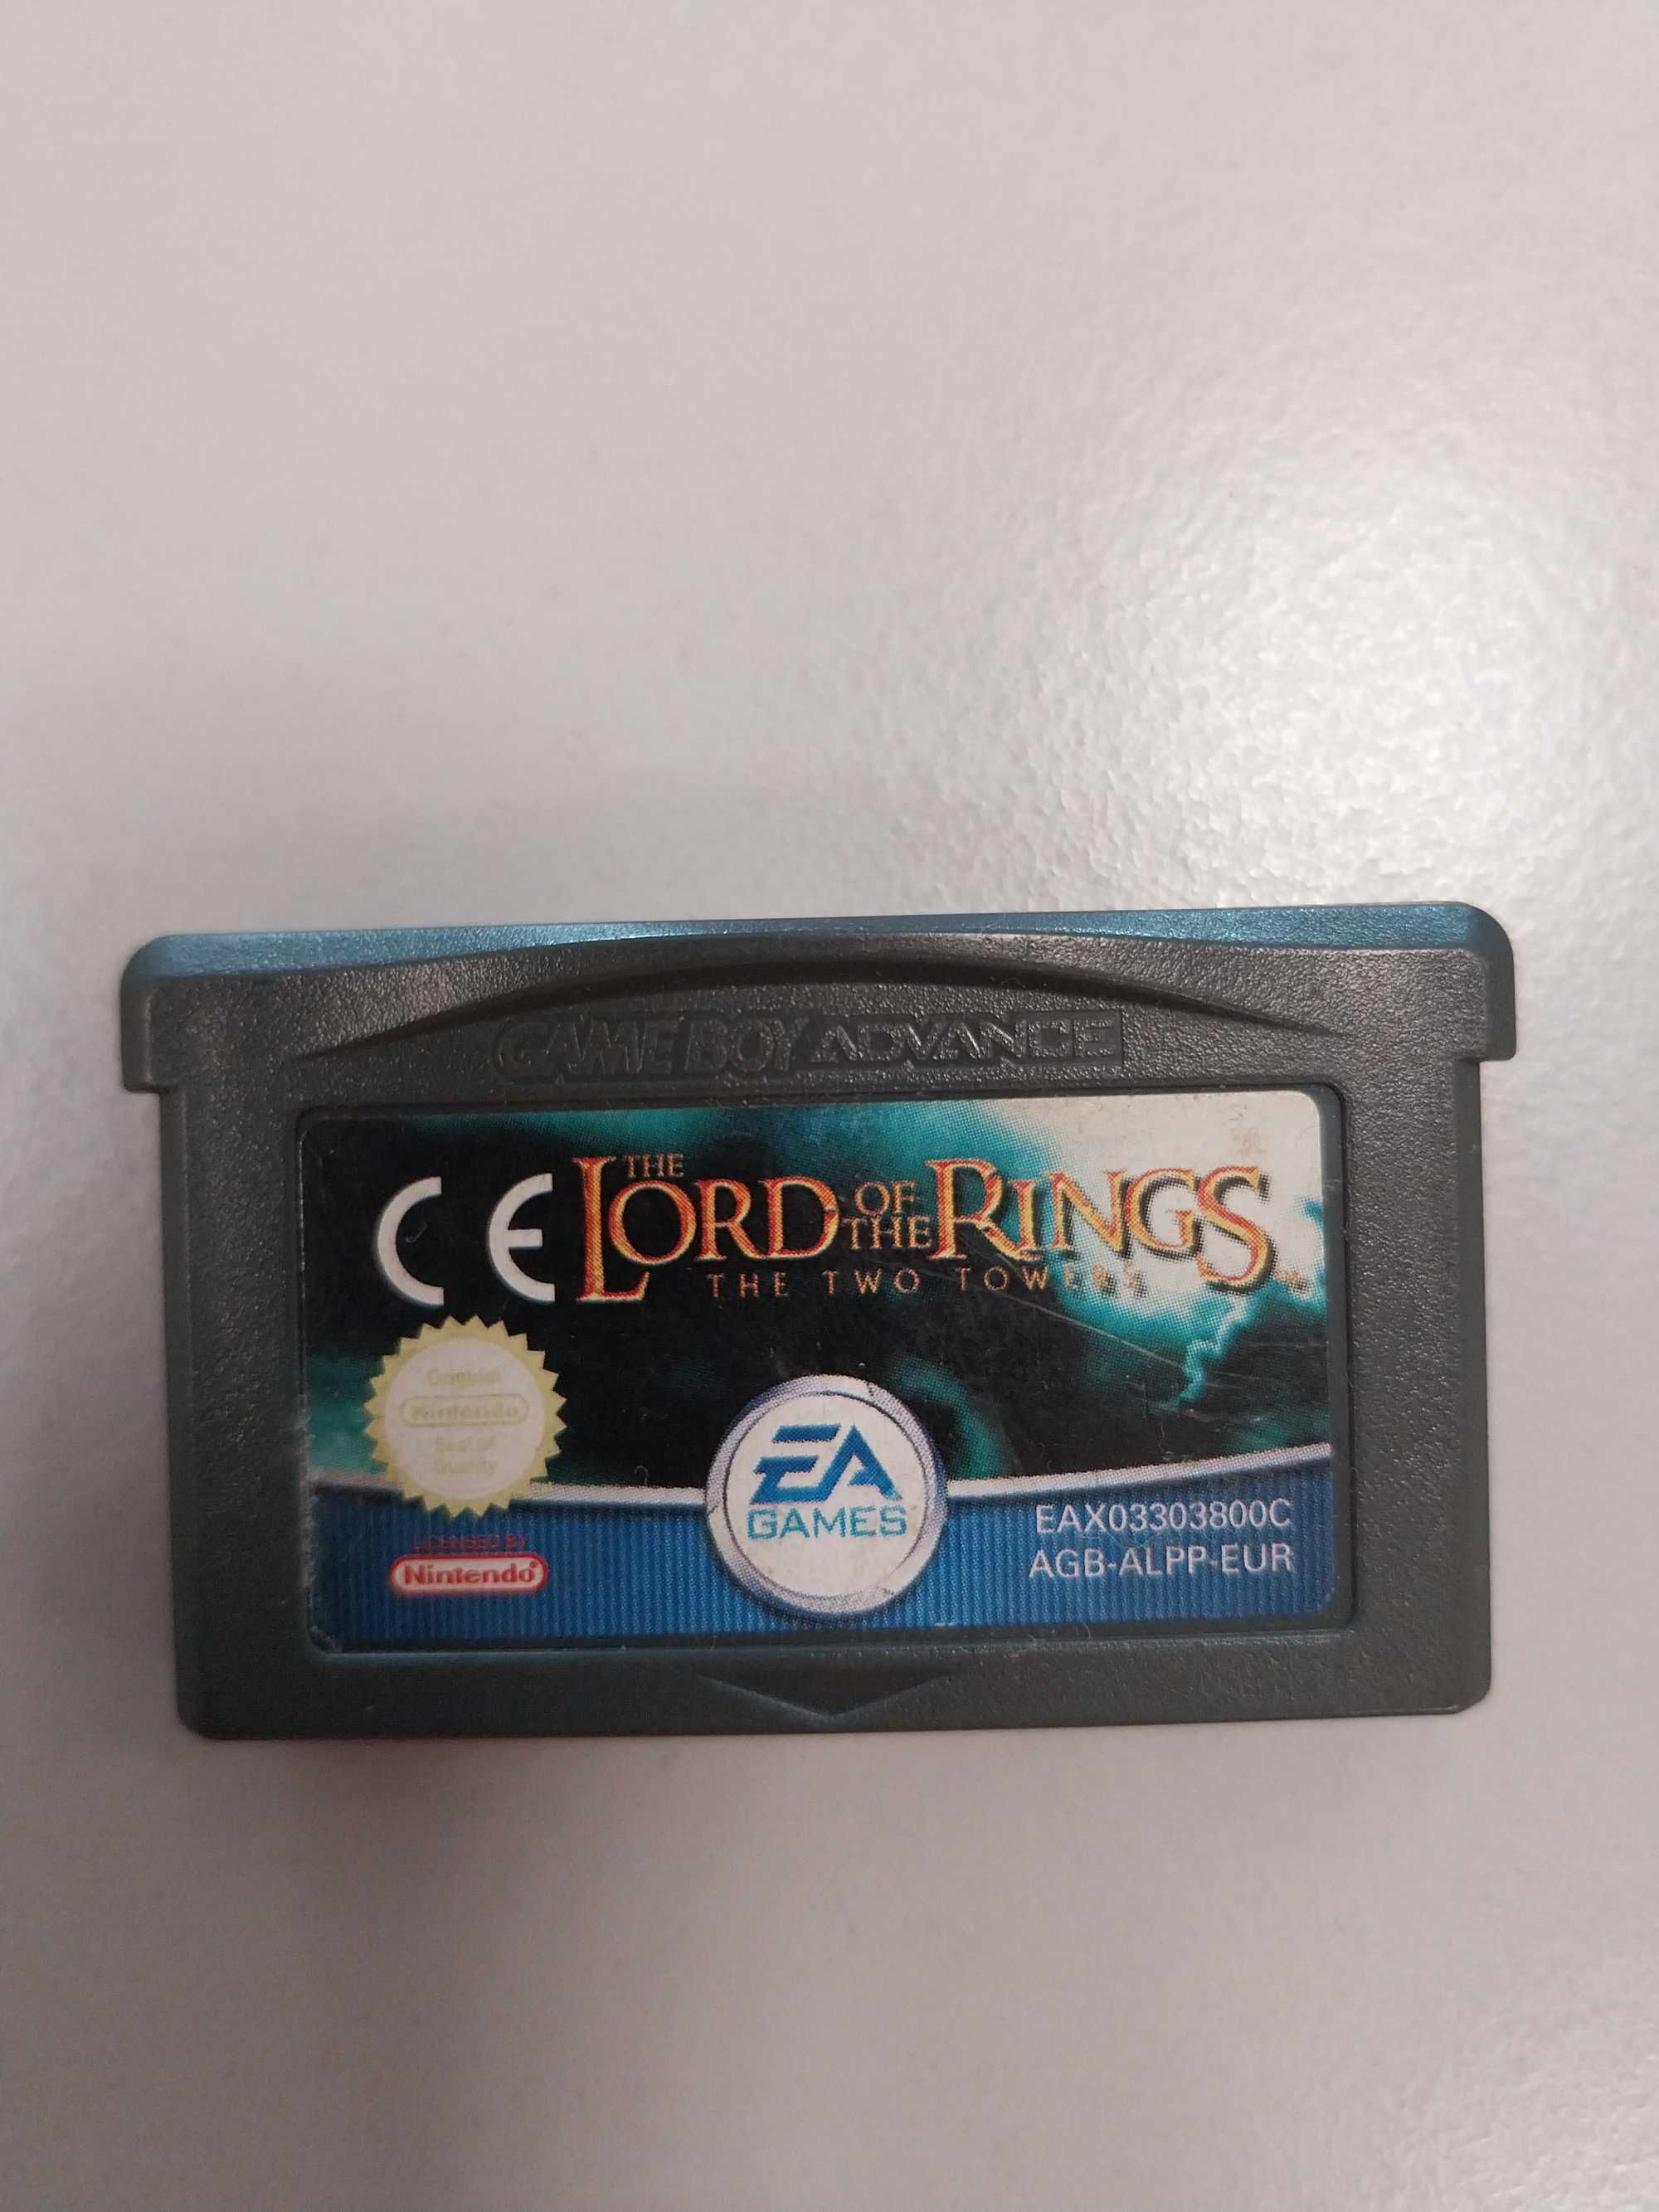 GAME BOY ADVANCE
CE
THE LORD OF THE RINGS
THE TWO TOWERS
Original
Nintendo
Seal of
Quality
EA
GAMES
LICENSED BY
Nintendo®
EAX03303800C
AGB-ALPP-EUR